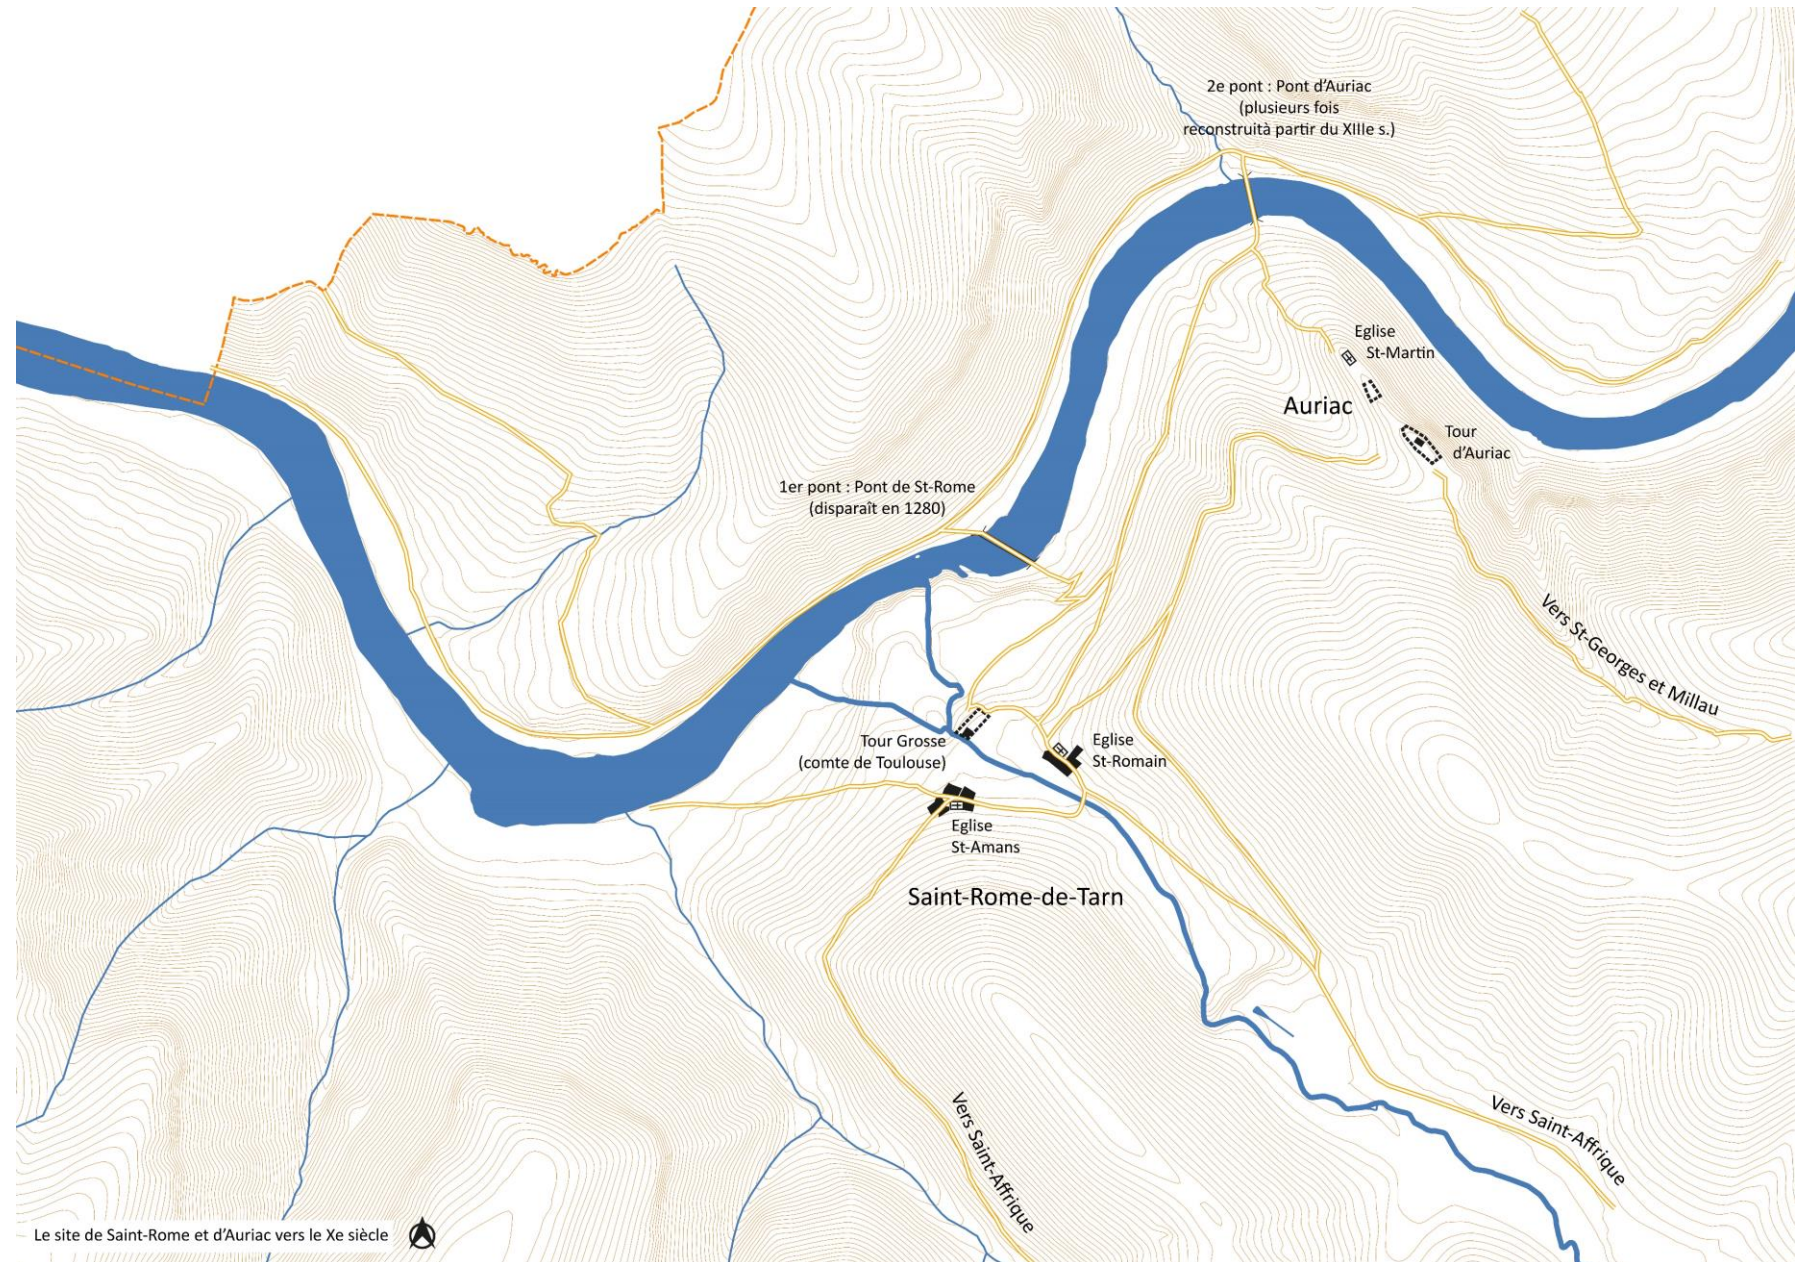 2e pont : Pont d’Auriac
(plusieurs fois
reconstruità partir du XIIIe s.)
Eglise
St-Martin
Auriac
Tour
d’Auriac
1er pont : Pont de St-Rome
(disparaît en 1280)
Vers St-Georges et Millau
Tour Grosse
(comte de Toulouse)
Eglise
St-Romain
Eglise
St-Amans
Saint-Rome-de-Tarn
Vers Saint-Affrique
Vers Saint-Affrique
Le site de Saint-Rome et d’Auriac vers le Xe siècle